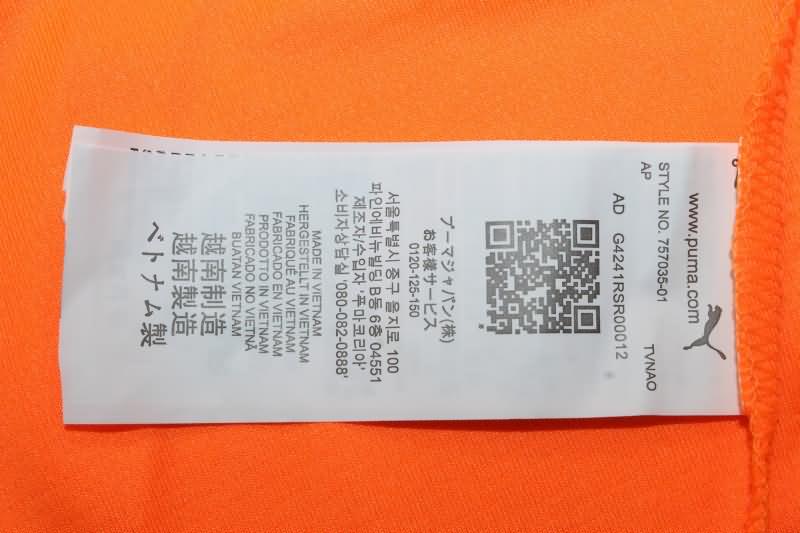 www.puma.com
STYLE NO. 757035-01 TVNAO
AP
AD G4241RSR00012
プーマジャパン(株)
お客様サービス
0120-125-150
서울특별시 중구 을지로 100
파인에비뉴빌딩 B동 6층 04551
제조자/수입자 '푸마코리아'
소비자상담실 '080-082-0888'
MADE IN VIETNAM
HERGESTELLT IN VIETNAM
FABRIQUÉ AU VIETNAM
FABRICADO EN VIETNAM
PRODOTTO IN VIETNAM
FABRICADO NO VIETNÃ
BUATAN VIETNAM
越南制造
越南製造
ベトナム製